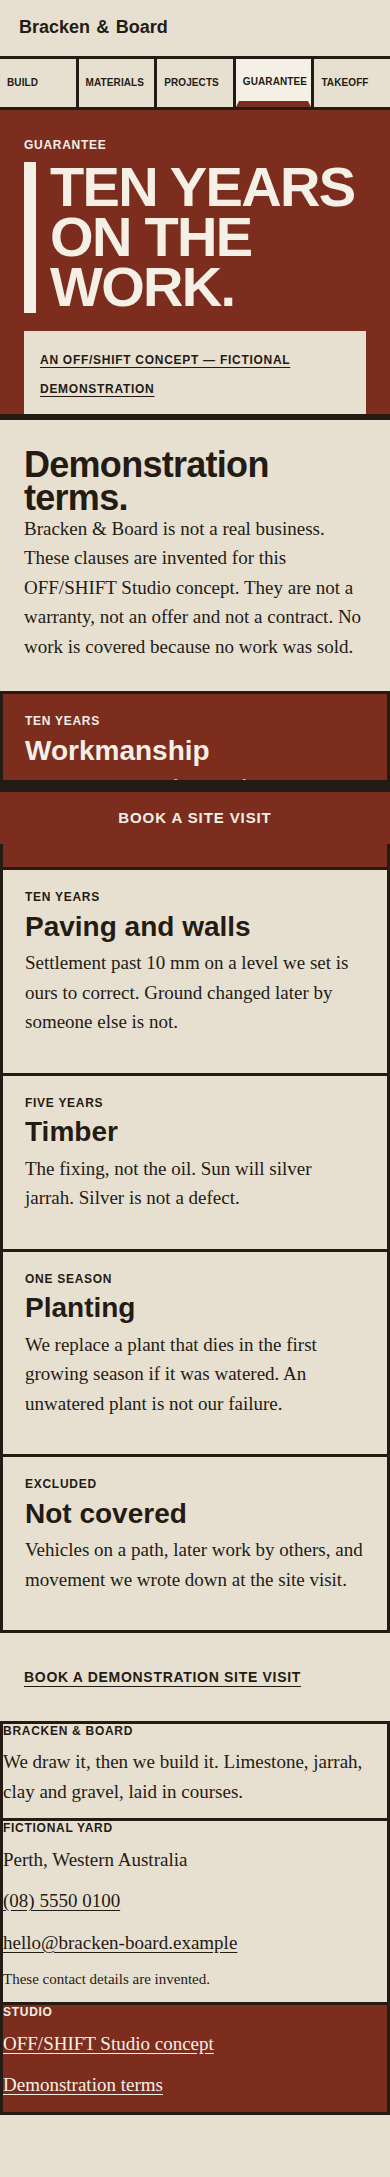 Bracken & Board
BUILD
MATERIALS
PROJECTS
GUARANTEE
TAKEOFF
GUARANTEE
TEN YEARS
ON THE
WORK.
AN OFF/SHIFT CONCEPT — FICTIONAL
DEMONSTRATION
Demonstration
terms.
Bracken & Board is not a real business.
These clauses are invented for this
OFF/SHIFT Studio concept. They are not a
warranty, not an offer and not a contract. No
work is covered because no work was sold.
TEN YEARS
Workmanship
BOOK A SITE VISIT
TEN YEARS
Paving and walls
Settlement past 10 mm on a level we set is
ours to correct. Ground changed later by
someone else is not.
FIVE YEARS
Timber
The fixing, not the oil. Sun will silver
jarrah. Silver is not a defect.
ONE SEASON
Planting
We replace a plant that dies in the first
growing season if it was watered. An
unwatered plant is not our failure.
EXCLUDED
Not covered
Vehicles on a path, later work by others, and
movement we wrote down at the site visit.
BOOK A DEMONSTRATION SITE VISIT
BRACKEN & BOARD
We draw it, then we build it. Limestone, jarrah,
clay and gravel, laid in courses.
FICTIONAL YARD
Perth, Western Australia
(08) 5550 0100
hello@bracken-board.example
These contact details are invented.
STUDIO
OFF/SHIFT Studio concept
Demonstration terms